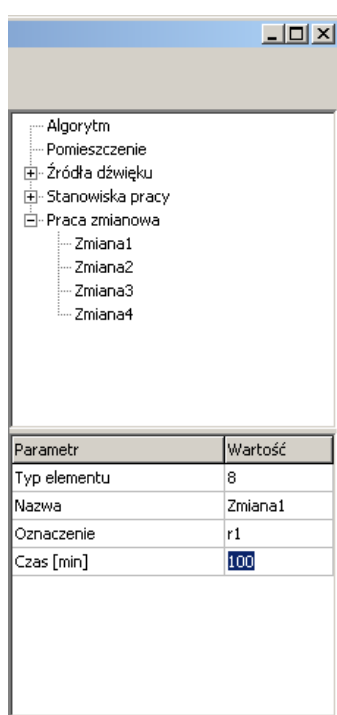 Algorytm
Pomieszczenie
Źródła dźwięku
Stanowiska pracy
Praca zmianowa
Zmiana1
Zmiana2
Zmiana3
Zmiana4
Parametr Wartość
Typ elementu 8
Nazwa Zmiana1
Oznaczenie r1
Czas [min] 100